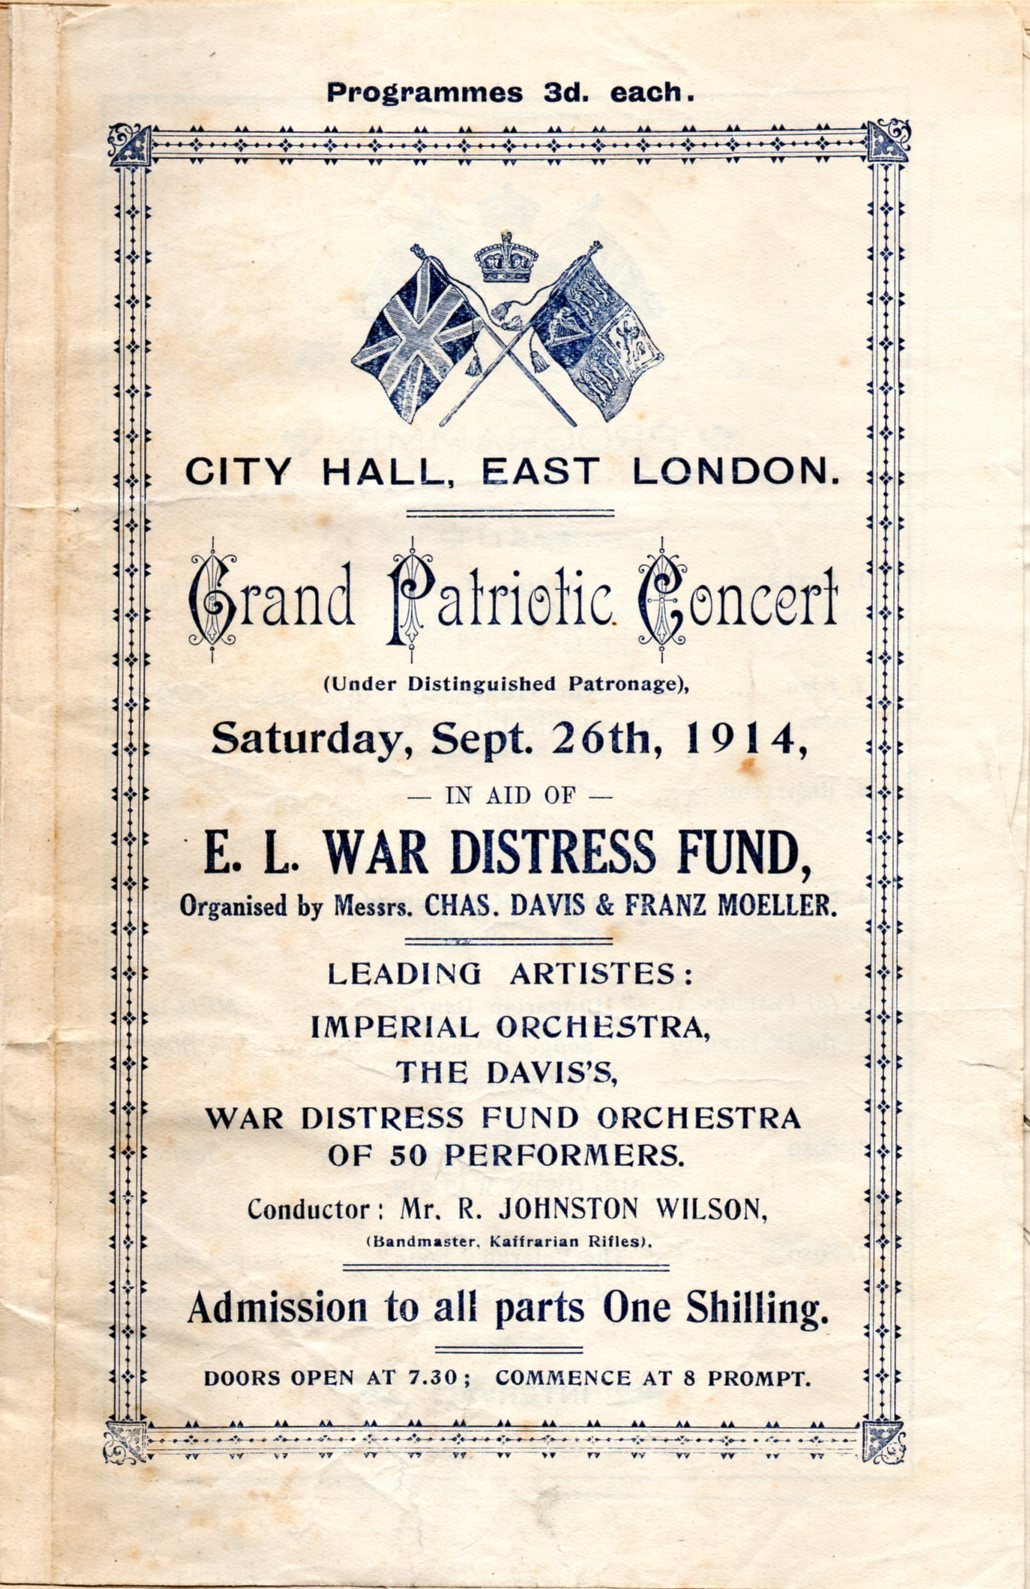 Programmes 3d. each.
CITY HALL, EAST LONDON.
Grand Patriotic Concert
(Under Distinguished Patronage),
Saturday, Sept. 26th, 1914,
— IN AID OF —
E. L. WAR DISTRESS FUND,
Organised by Messrs. CHAS. DAVIS & FRANZ MOELLER.
LEADING ARTISTES:
IMPERIAL ORCHESTRA,
THE DAVIS'S,
WAR DISTRESS FUND ORCHESTRA
OF 50 PERFORMERS.
Conductor: Mr. R. JOHNSTON WILSON,
(Bandmaster, Kaffrarian Rifles).
Admission to all parts One Shilling.
DOORS OPEN AT 7.30; COMMENCE AT 8 PROMPT.